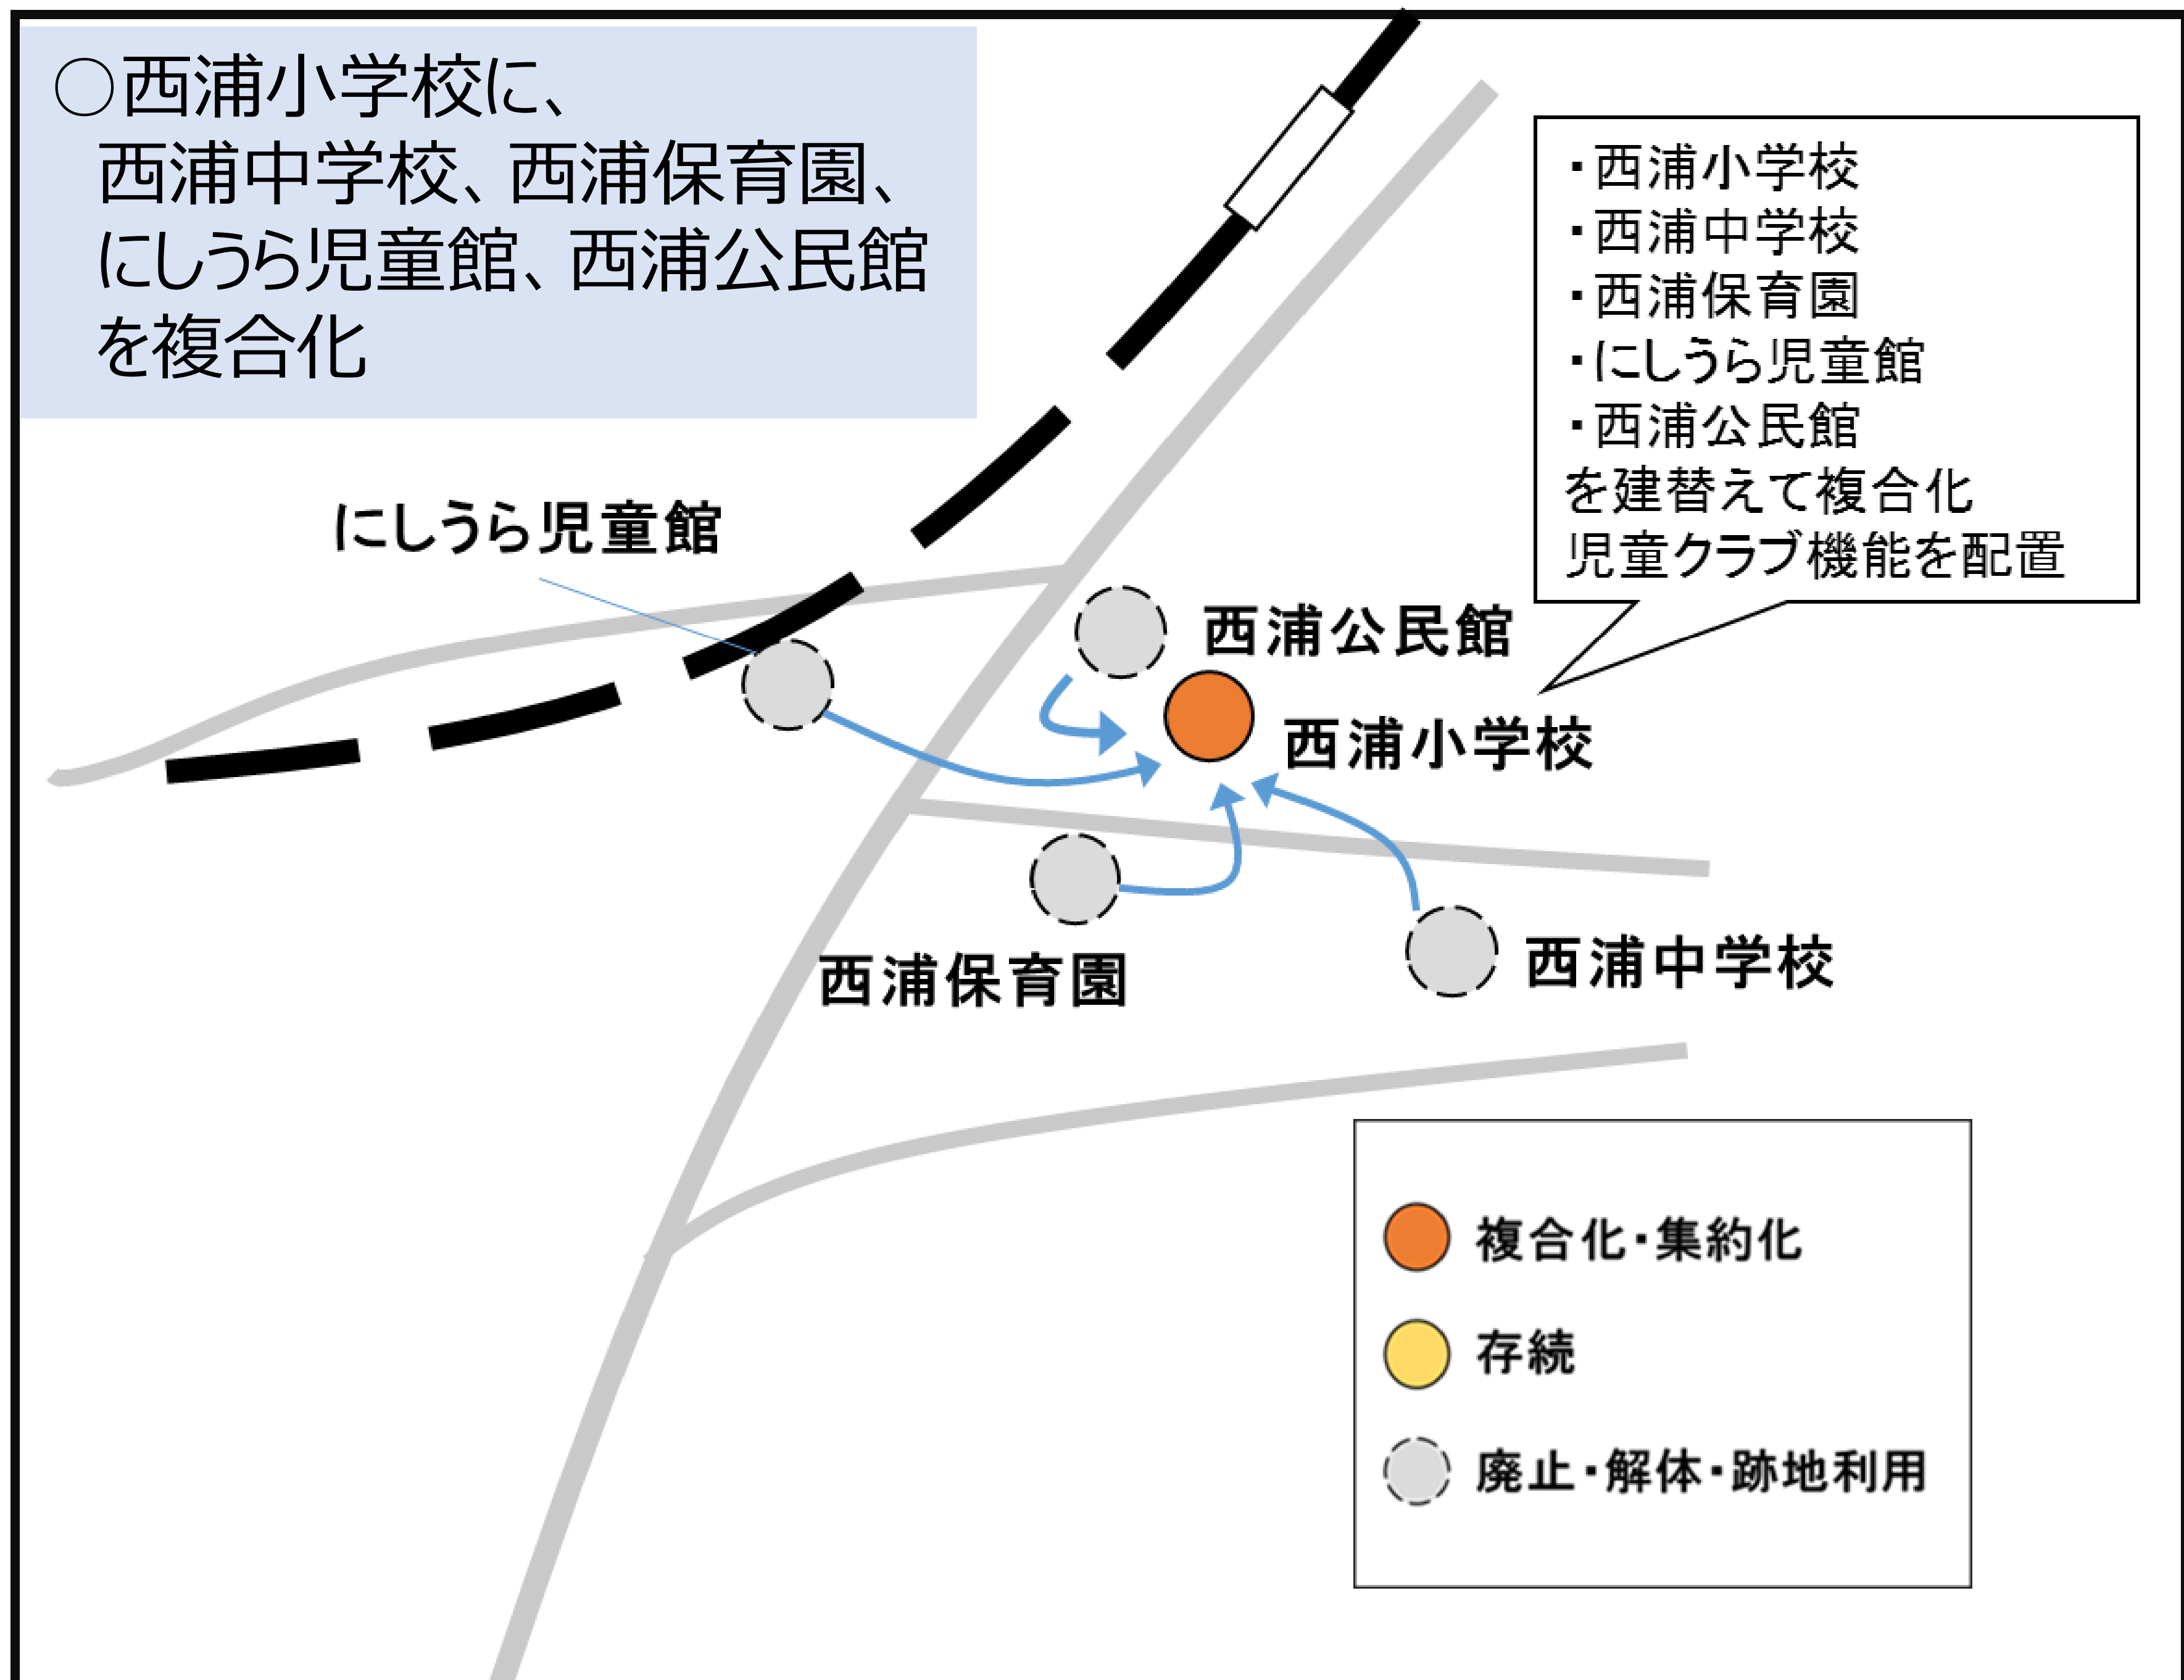 ○西浦小学校に、
西浦中学校、西浦保育園、
にしうら児童館、西浦公民館
を複合化
・西浦小学校
・西浦中学校
・西浦保育園
・にしうら児童館
・西浦公民館
を建替えて複合化
児童クラブ機能を配置
にしうら児童館
西浦公民館
西浦小学校
西浦保育園
西浦中学校
複合化・集約化
存続
廃止・解体・跡地利用